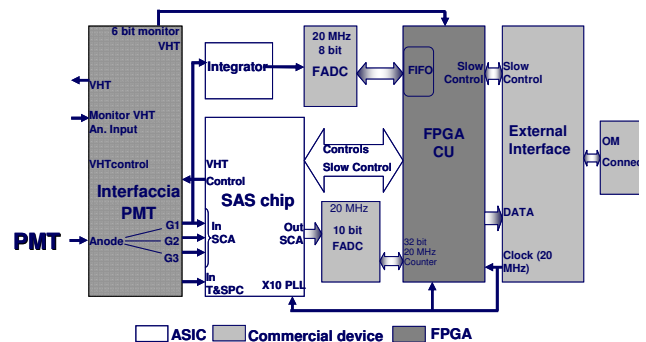 6 bit monitor
VHT
VHT
Monitor VHT
An. Input
VHTcontrol
Interfaccia
PMT
PMT
Anode
G1
G2
G3
Integrator
20 MHz
8 bit
FADC
VHT
Control
SAS chip
In
SCA
Out
SCA
In
T&SPC
X10 PLL
Controls
Slow Control
20 MHz
10 bit
FADC
FIFO
Slow
Control
FPGA
CU
32 bit
20 MHz
Counter
Slow
Control
External
Interface
DATA
Clock (20
MHz)
OM
Connec
ASIC
Commercial device
FPGA